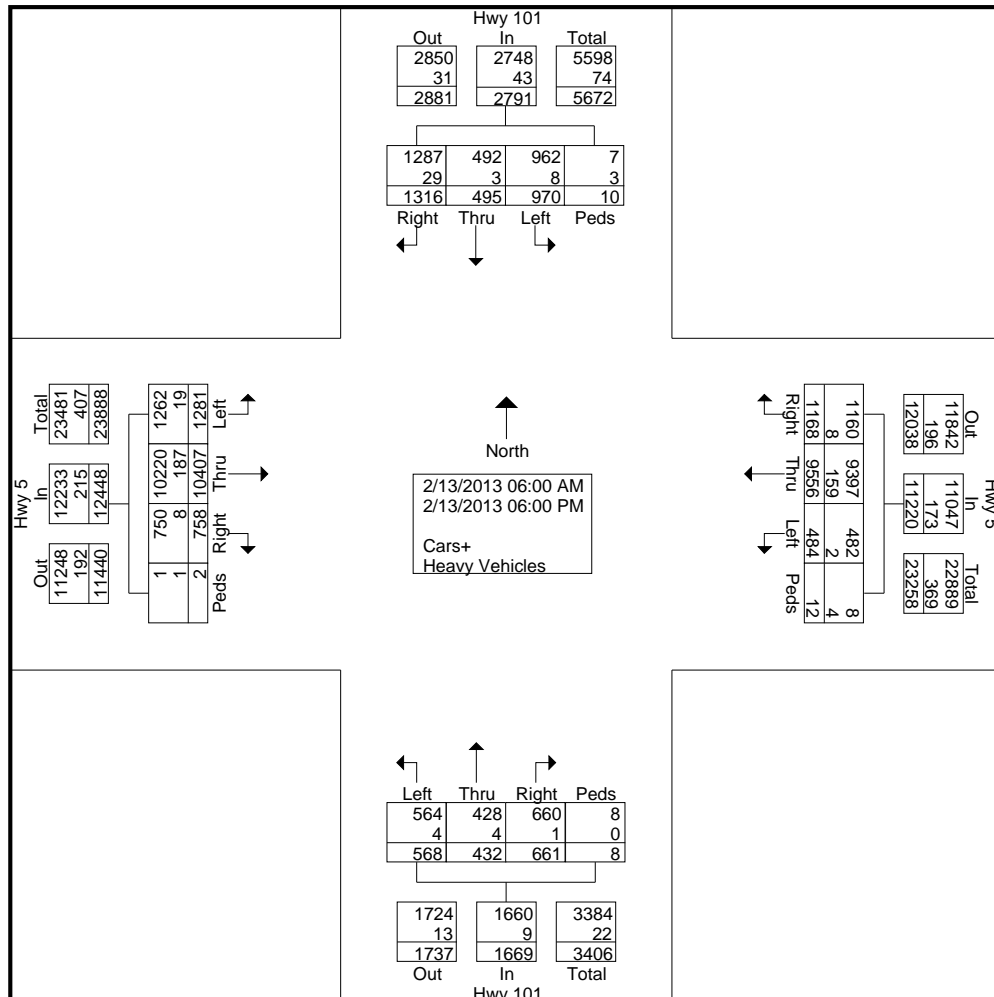 Hwy 101
Out In Total
2850 2748 5598
31 43 74
2881 2791 5672
1287 492 962 7
29 3 8 3
1316 495 970 10
Right Thru Left Peds
Hwy 5
Total In Out
23481 12233 11248
407 215 192
23888 12448 11440
1262 10220 750 1
19 187 8 1
1281 10407 758 2
Left Thru Right Peds
North
2/13/2013 06:00 AM
2/13/2013 06:00 PM
Cars+
Heavy Vehicles
Right Thru Left Peds
1168 9556 484 12
8 159 2 4
1160 9397 482 8
Out In Total
11842 11047 22889
196 173 369
12038 11220 23258
Hwy 5
Left Thru Right Peds
564 428 660 8
4 4 1 0
568 432 661 8
1724 1660 3384
13 9 22
1737 1669 3406
Out In Total
Hwy 101